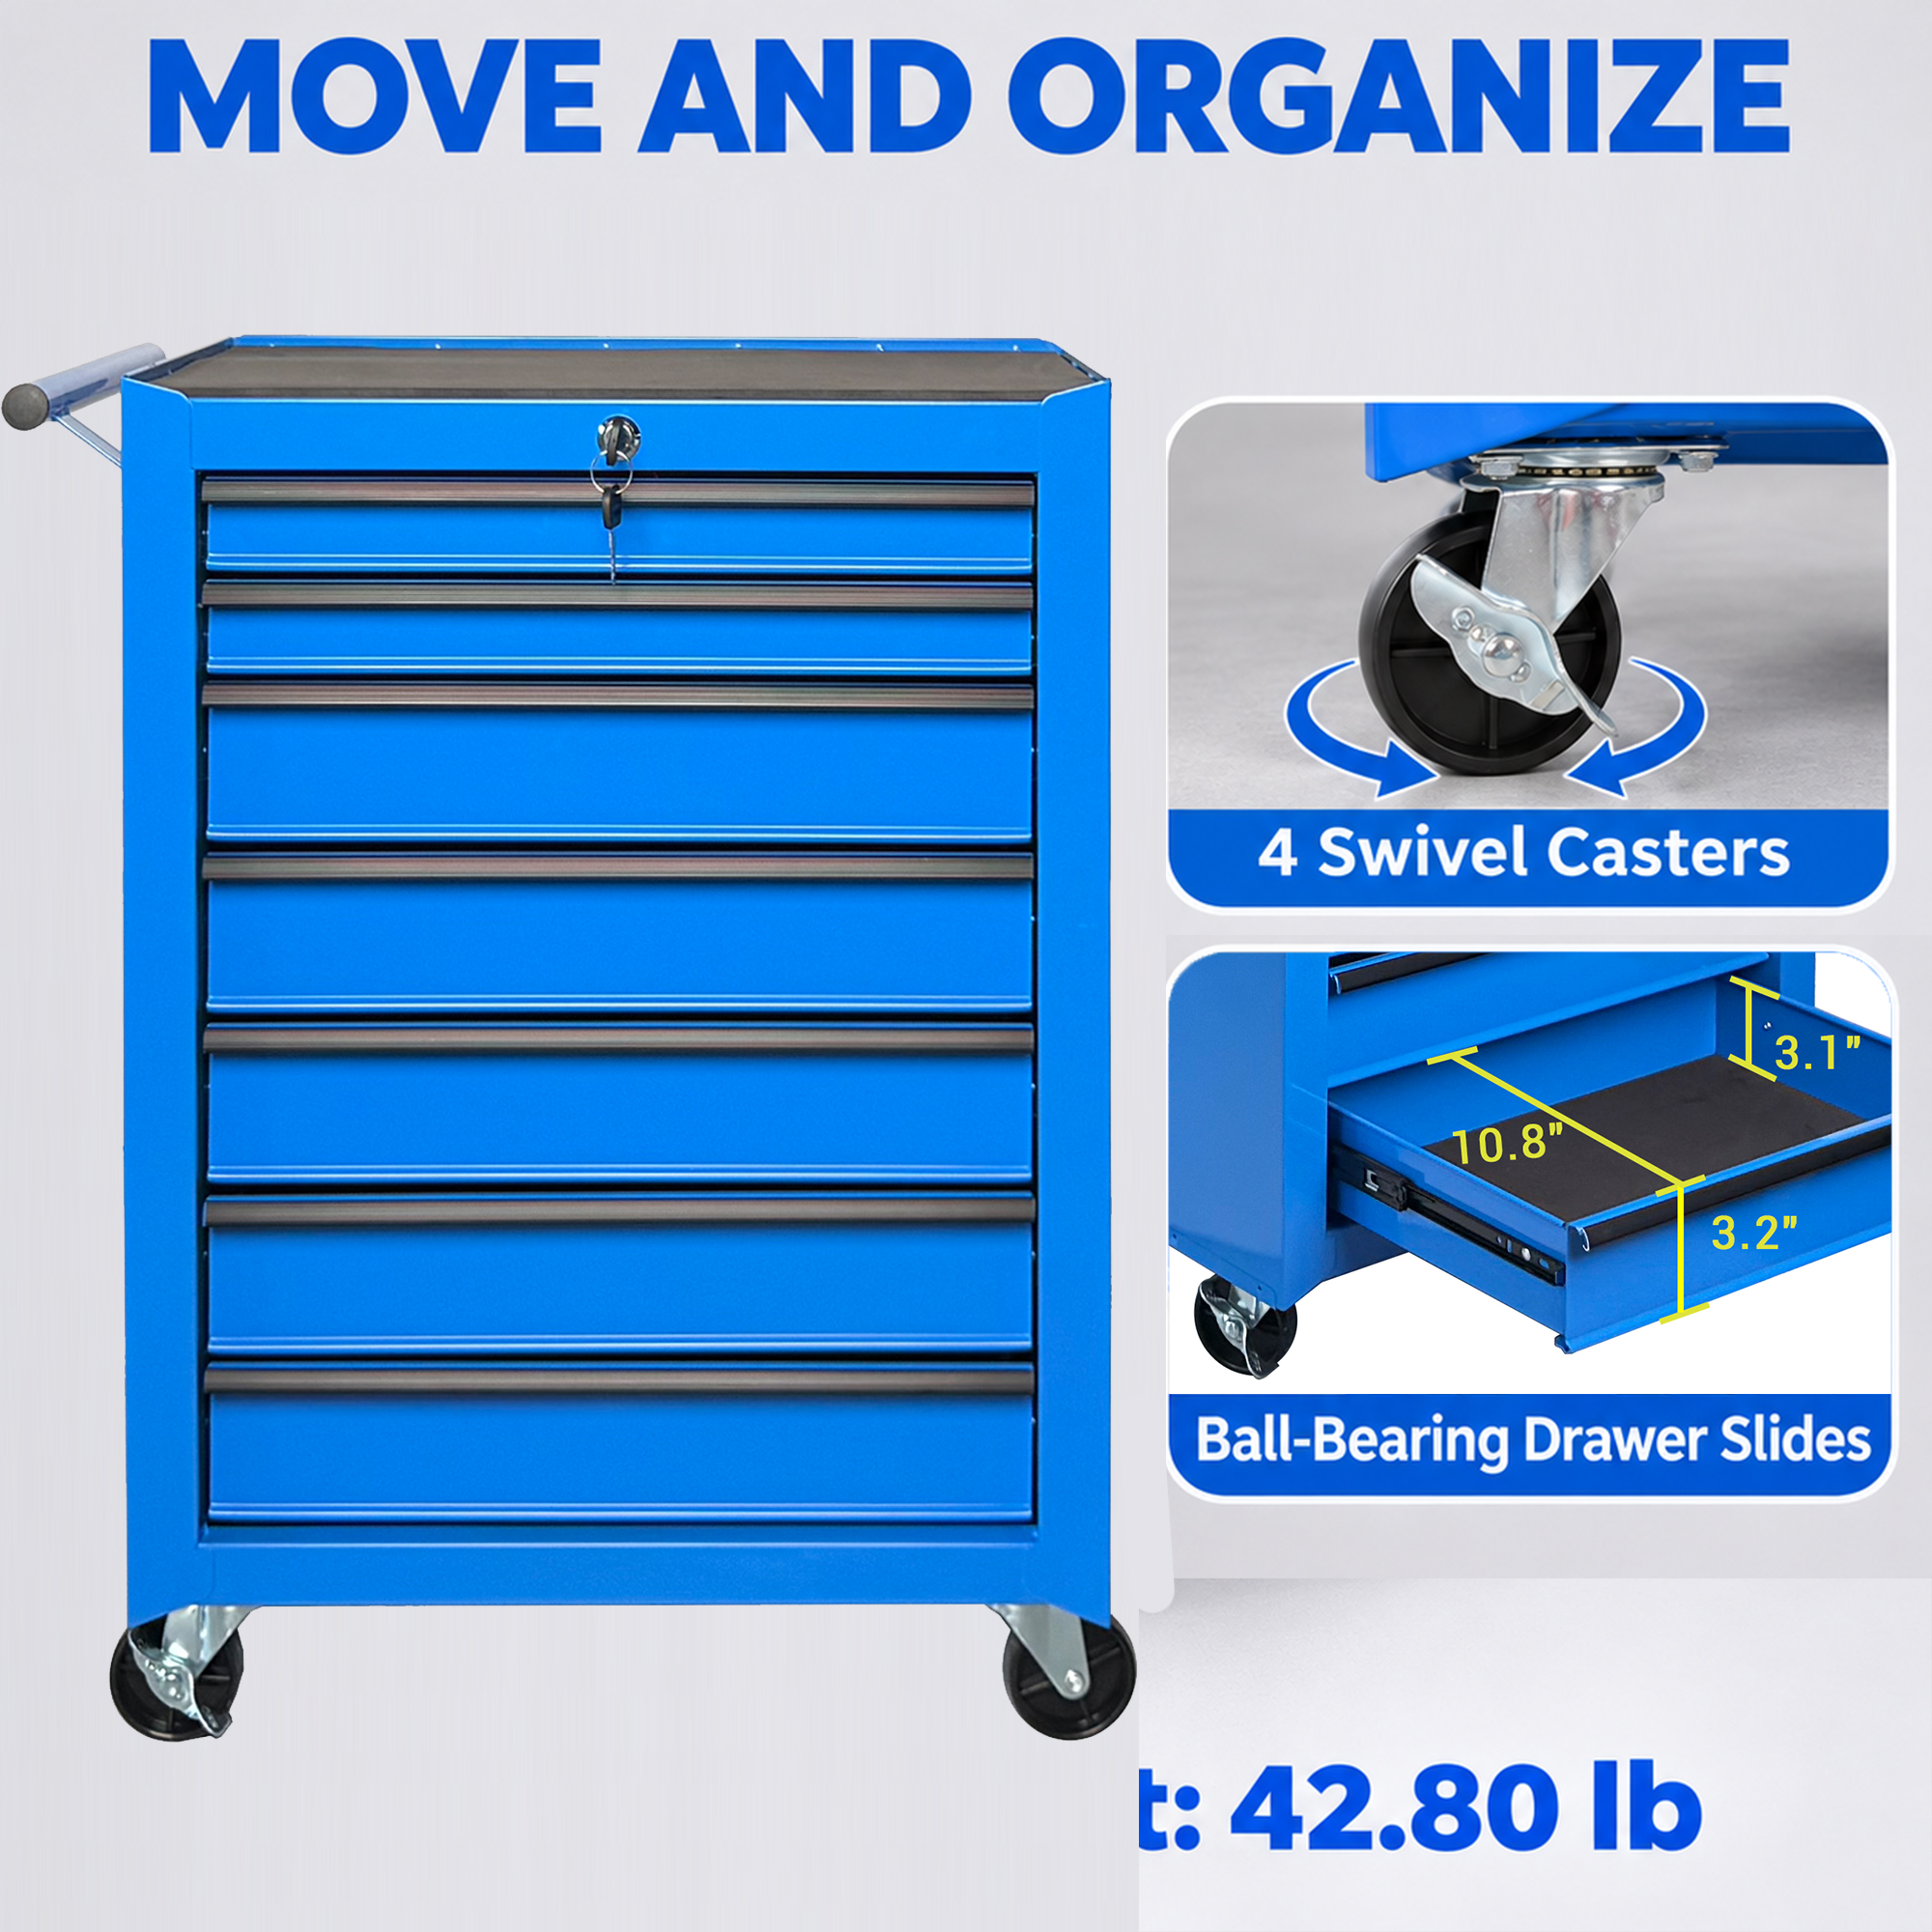 MOVE AND ORGANIZE
4 Swivel Casters
3.1"
10.8"
3.2"
Ball-Bearing Drawer Slides
t: 42.80 lb